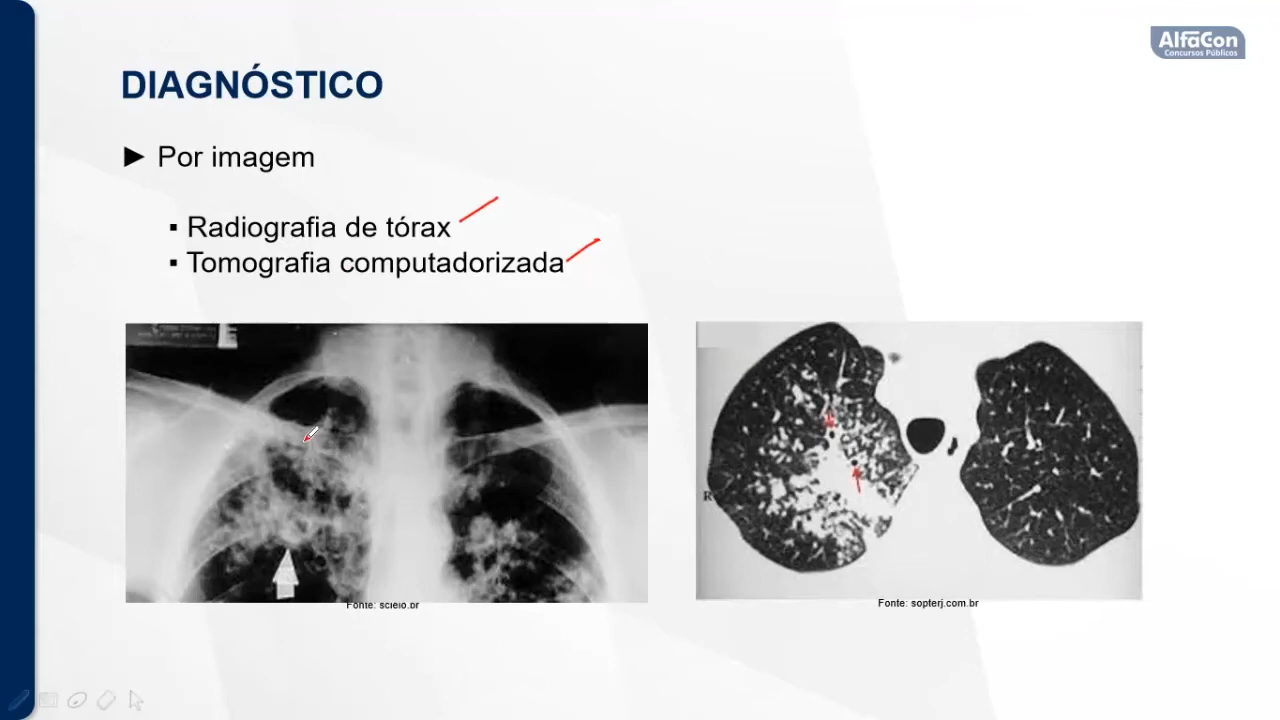 AlfaCon
Concursos Públicos
DIAGNÓSTICO
► Por imagem
▪ Radiografia de tórax
▪ Tomografia computadorizada
R
Fonte: scielo.br
Fonte: sopterj.com.br